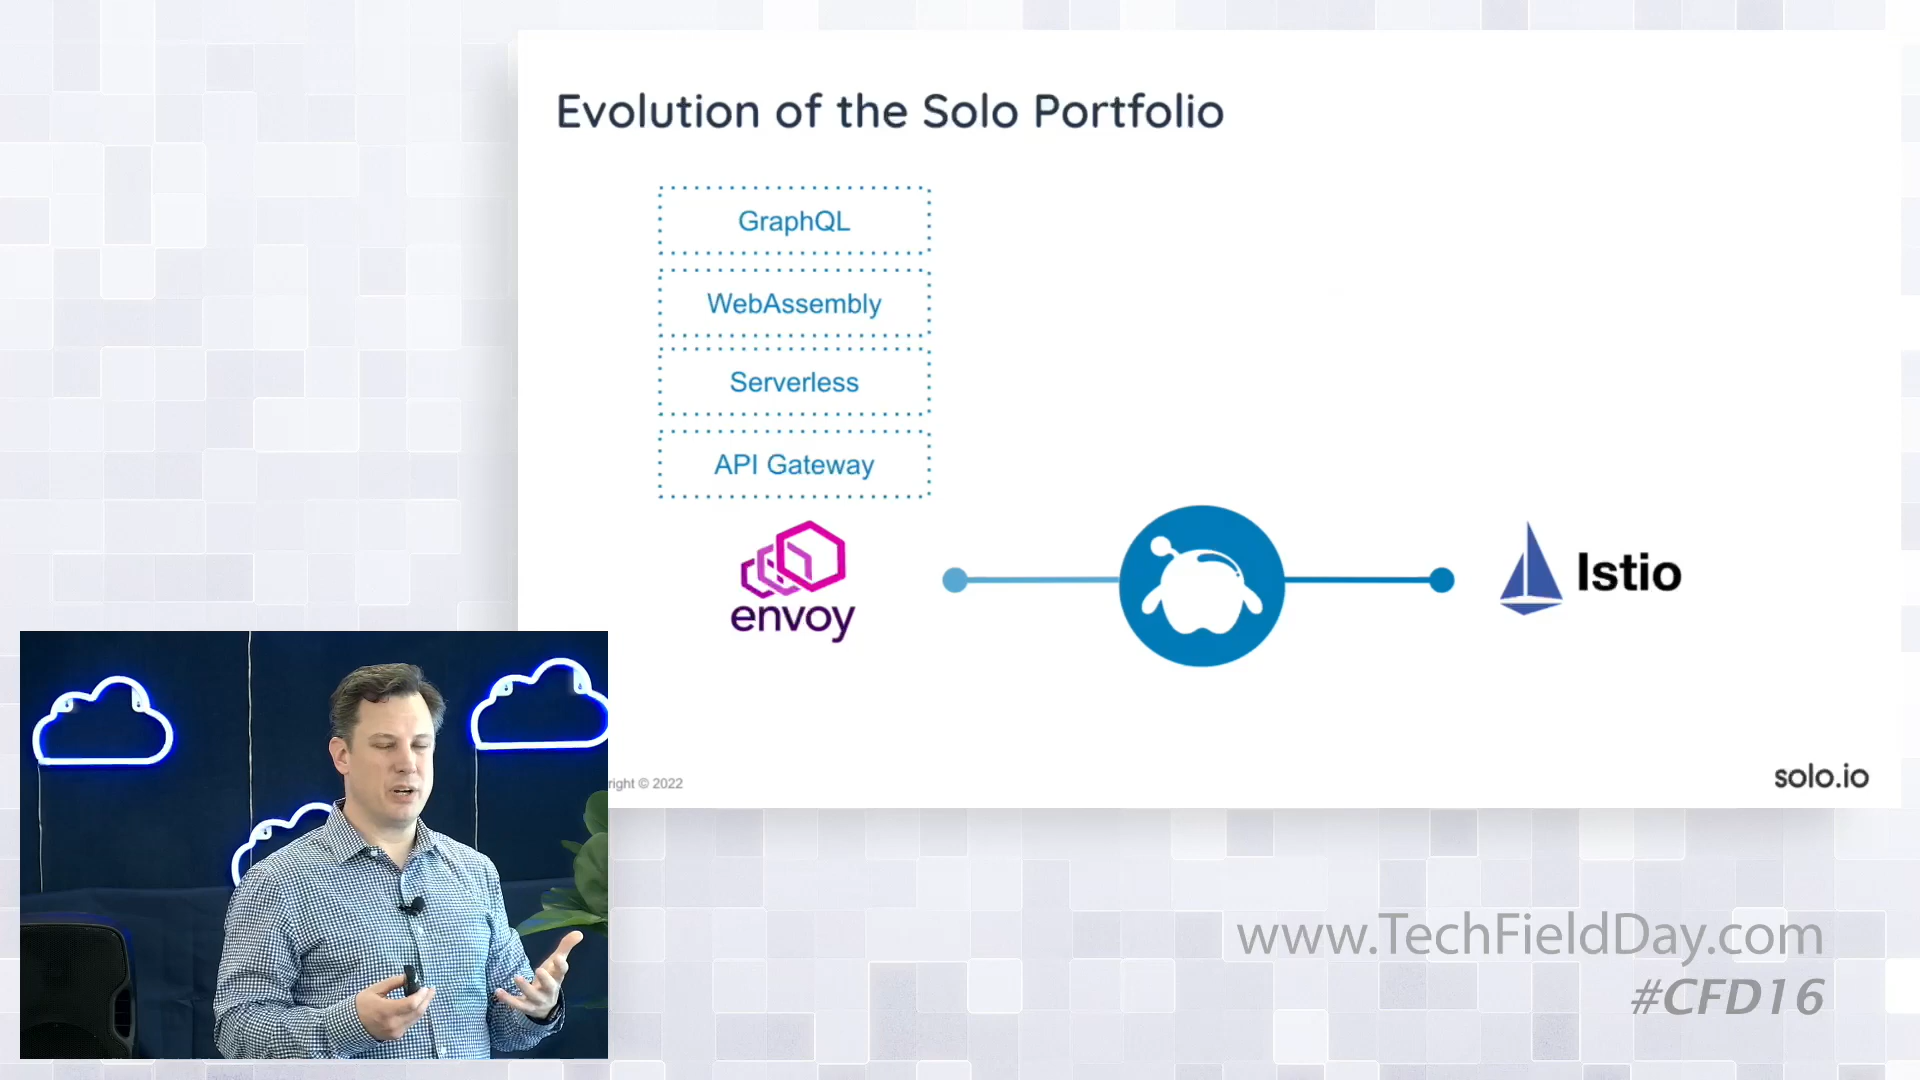 Evolution of the Solo Portfolio
GraphQL
WebAssembly
Serverless
API Gateway
envoy
Istio
right © 2022
solo.io
www.TechFieldDay.com
#CFD16